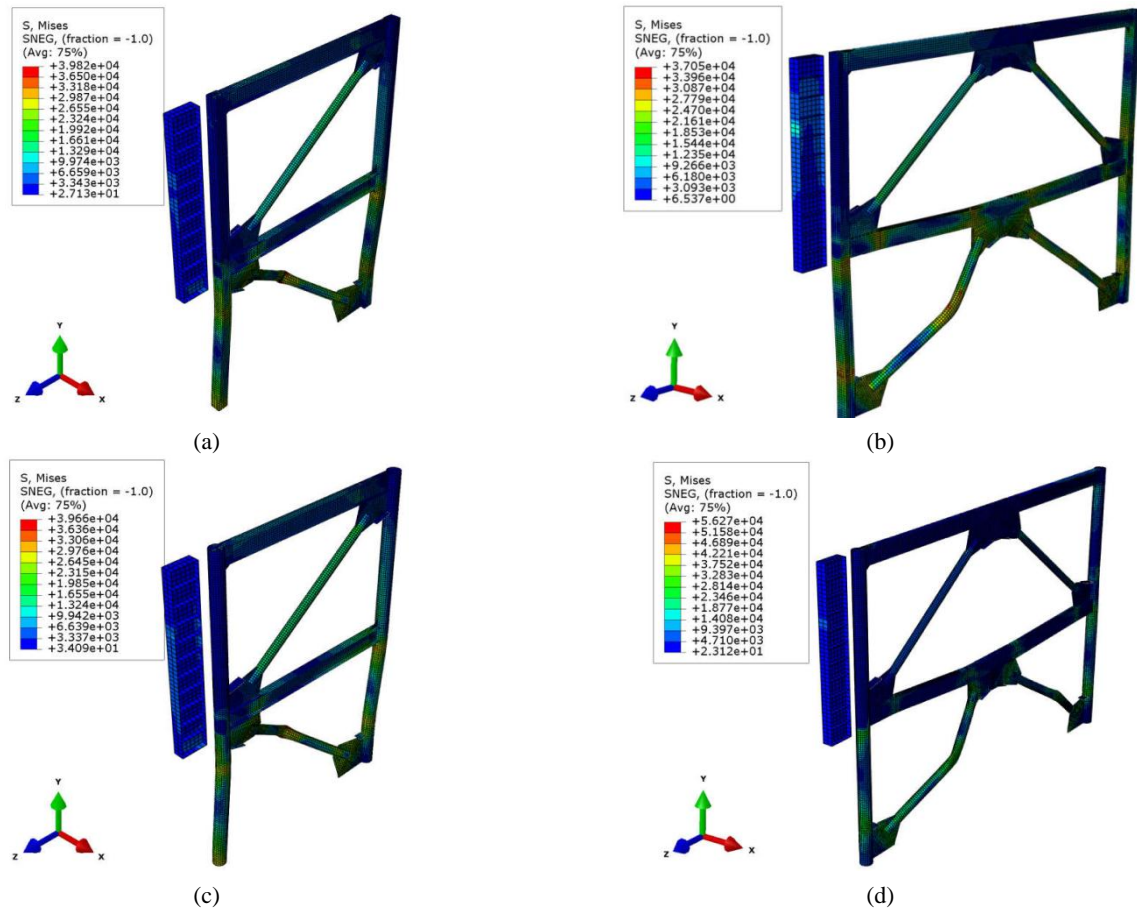 S, Mises
SNEG, (fraction = -1.0)
(Avg: 75%)
+3.982e+04
+3.650e+04
+3.318e+04
+2.987e+04
+2.655e+04
+2.324e+04
+1.992e+04
+1.661e+04
+1.329e+04
+9.974e+03
+6.659e+03
+3.343e+03
+2.713e+01
Y
Z
X
(a)
S, Mises
SNEG, (fraction = -1.0)
(Avg: 75%)
+3.705e+04
+3.396e+04
+3.087e+04
+2.779e+04
+2.470e+04
+2.161e+04
+1.853e+04
+1.544e+04
+1.235e+04
+9.266e+03
+6.180e+03
+3.093e+03
+6.537e+00
Y
Z
X
(b)
S, Mises
SNEG, (fraction = -1.0)
(Avg: 75%)
+3.966e+04
+3.636e+04
+3.306e+04
+2.976e+04
+2.645e+04
+2.315e+04
+1.985e+04
+1.655e+04
+1.324e+04
+9.942e+03
+6.639e+03
+3.337e+03
+3.409e+01
Y
Z
X
(c)
S, Mises
SNEG, (fraction = -1.0)
(Avg: 75%)
+5.627e+04
+5.158e+04
+4.689e+04
+4.221e+04
+3.752e+04
+3.283e+04
+2.814e+04
+2.346e+04
+1.877e+04
+1.408e+04
+9.397e+03
+4.710e+03
+2.312e+01
Y
Z
X
(d)